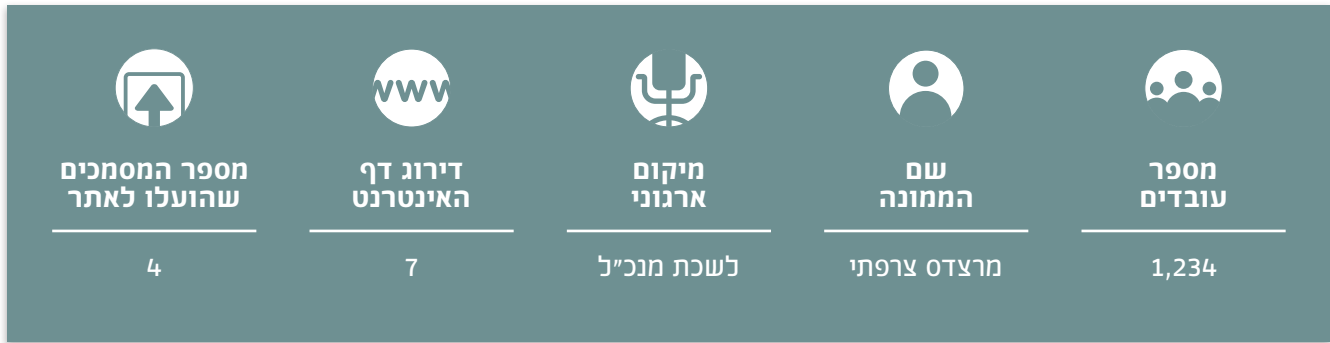 מספר
עובדים
1,234
שם
הממונה
מרצדס צרפתי
מיקום
ארגוני
לשכת מנכ״ל
www
דירוג דף
האינטרנט
7
מספר המסמכים
שהועלו לאתר
4